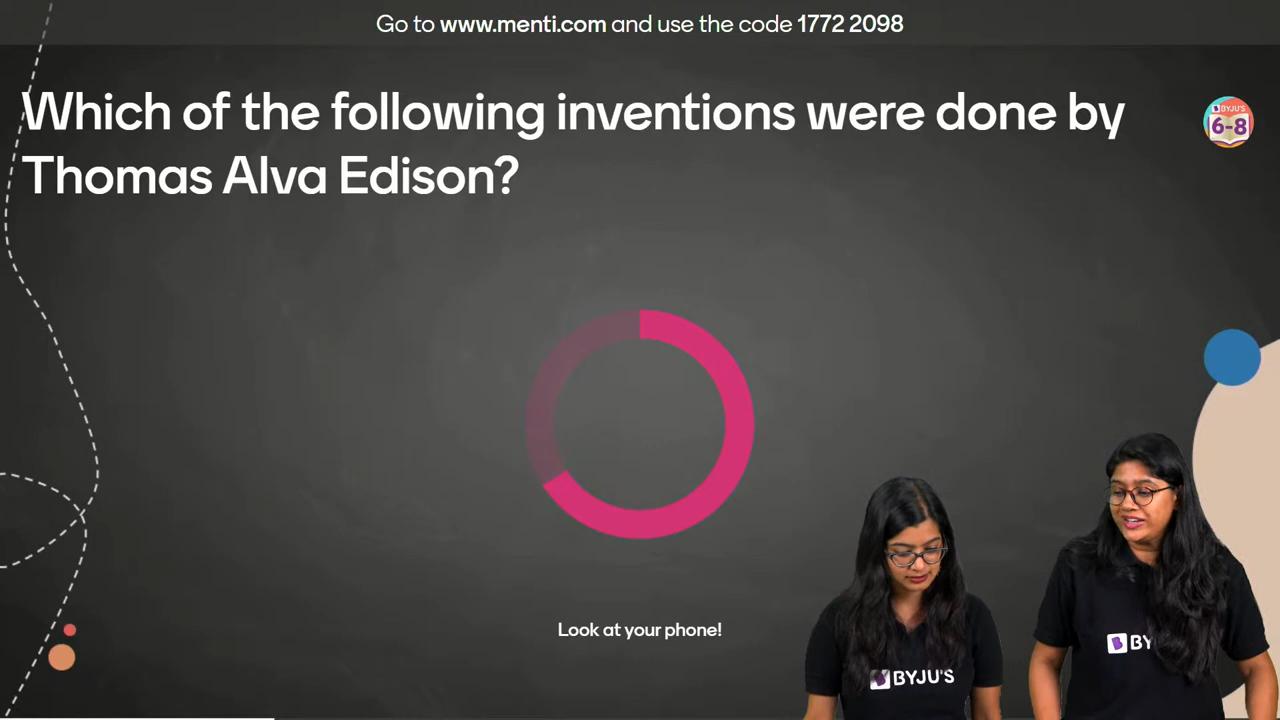 Go to www.menti.com and use the code 1772 2098
Which of the following inventions were done by
Thomas Alva Edison?
BYJU'S
6-8
Look at your phone!
BYJU'S
BY